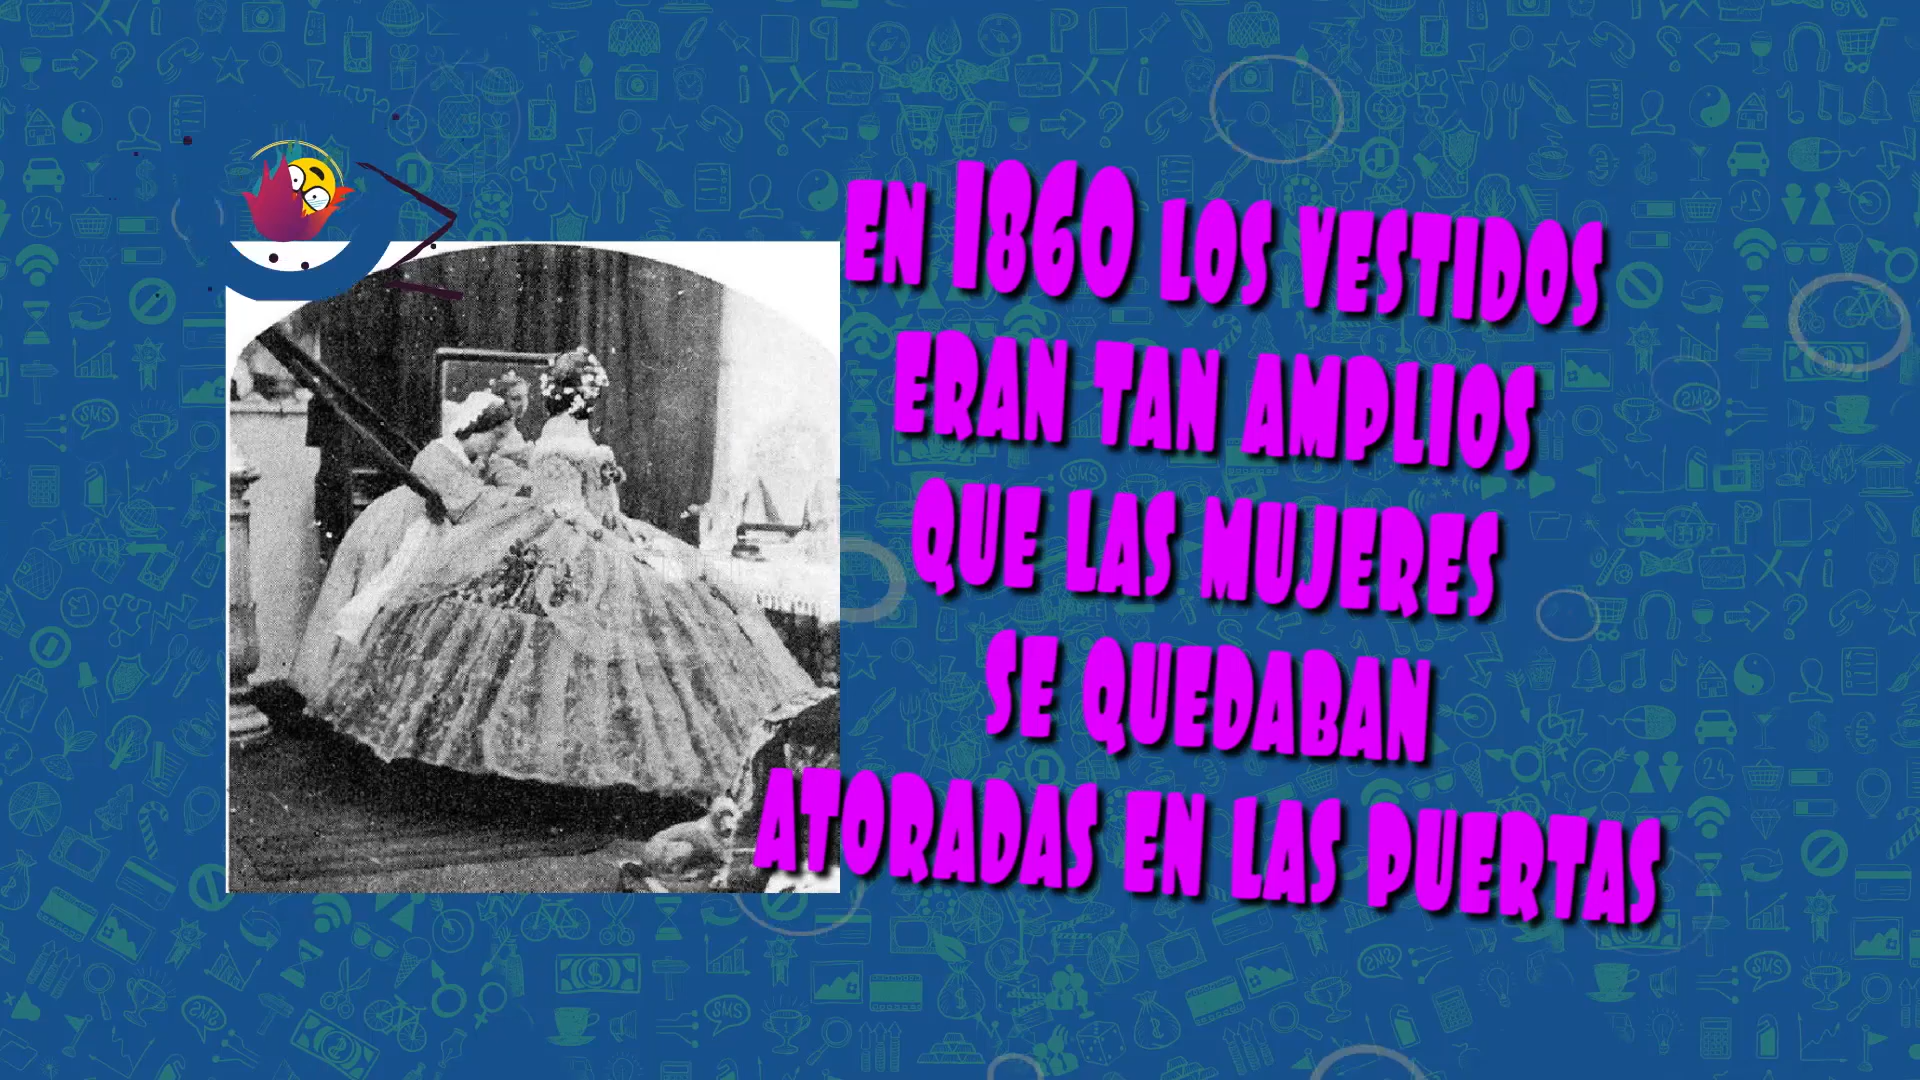 EN 1860 LOS VESTIDOS
ERAN TAN AMPLIOS
QUE LAS MUJERES
SE QUEDABAN
ATORADAS EN LAS PUERTAS